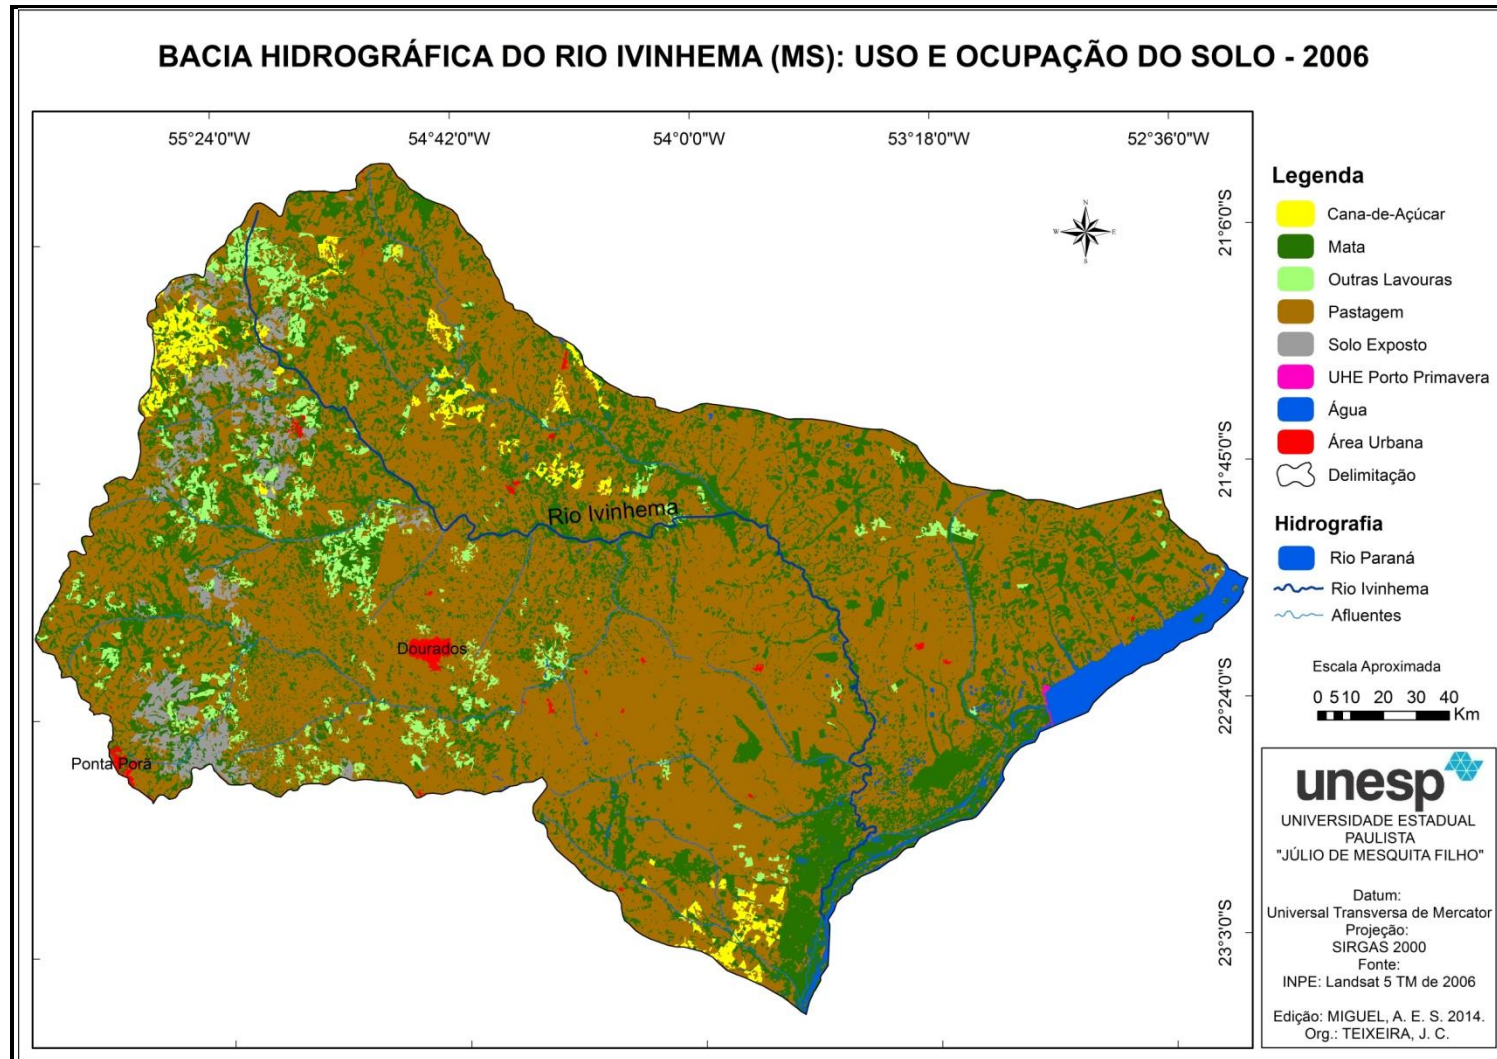 BACIA HIDROGRÁFICA DO RIO IVINHEMA (MS): USO E OCUPAÇÃO DO SOLO - 2006
55°24'0"W
54°42'0"W
54°0'0"W
53°18'0"W
52°36'0"W
21°6'0"S
21°45'0"S
22°24'0"S
23°3'0"S
N
W
E
S
Rio Ivinhema
Dourados
Ponta Porã
Legenda
Cana-de-Açúcar
Mata
Outras Lavouras
Pastagem
Solo Exposto
UHE Porto Primavera
Água
Área Urbana
Delimitação
Hidrografia
Rio Paraná
Rio Ivinhema
Afluentes
Escala Aproximada
0 5 10 20 30 40
Km
unesp
UNIVERSIDADE ESTADUAL
PAULISTA
"JÚLIO DE MESQUITA FILHO"
Datum:
Universal Transversa de Mercator
Projeção:
SIRGAS 2000
Fonte:
INPE: Landsat 5 TM de 2006
Edição: MIGUEL, A. E. S. 2014.
Org.: TEIXEIRA, J. C.